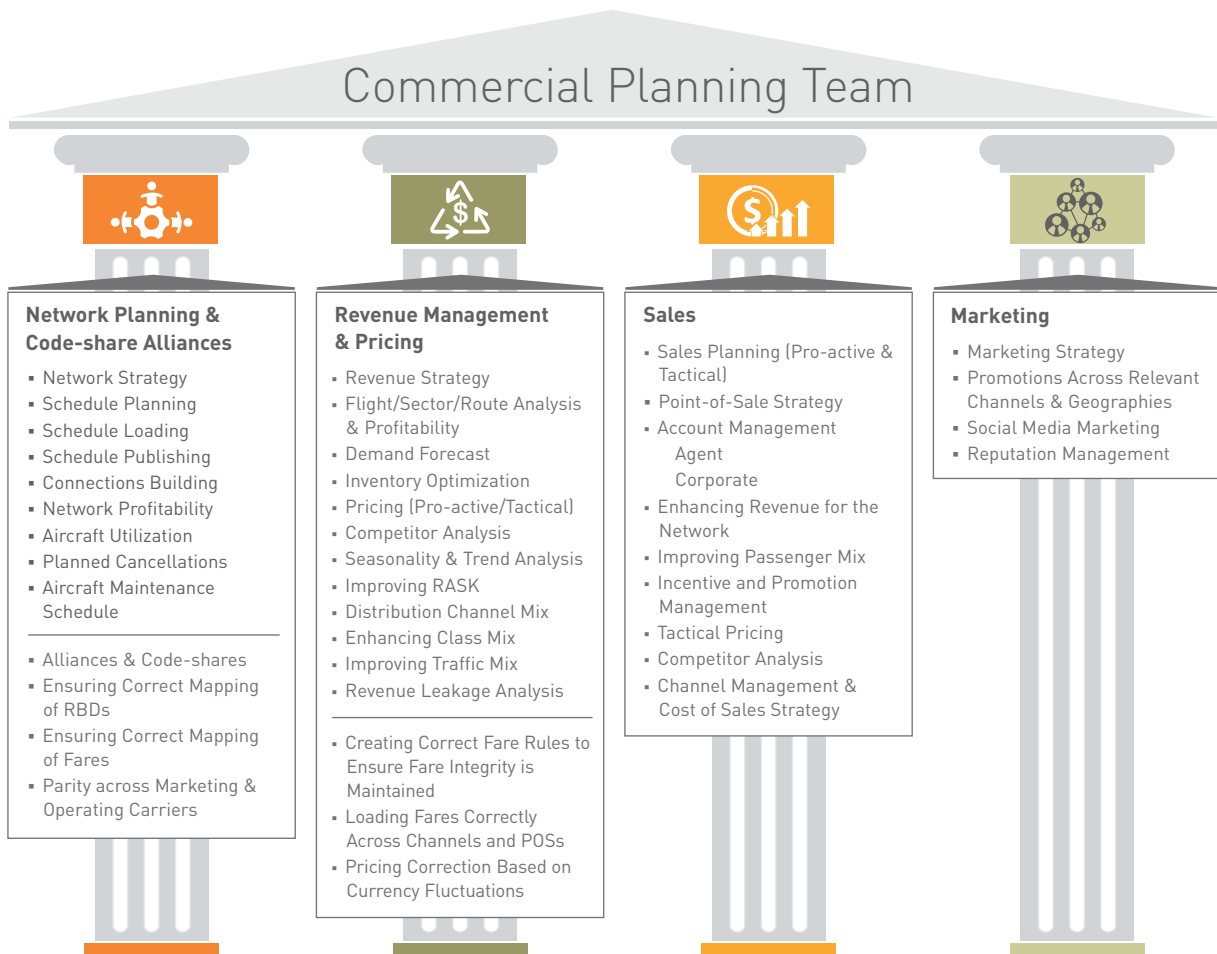 Commercial Planning Team
Network Planning &
Code-share Alliances
▪ Network Strategy
▪ Schedule Planning
▪ Schedule Loading
▪ Schedule Publishing
▪ Connections Building
▪ Network Profitability
▪ Aircraft Utilization
▪ Planned Cancellations
▪ Aircraft Maintenance
Schedule
▪ Alliances & Code-shares
▪ Ensuring Correct Mapping
of RBDs
▪ Ensuring Correct Mapping
of Fares
▪ Parity across Marketing &
Operating Carriers
$
Revenue Management
& Pricing
▪ Revenue Strategy
▪ Flight/Sector/Route Analysis
& Profitability
▪ Demand Forecast
▪ Inventory Optimization
▪ Pricing (Pro-active/Tactical)
▪ Competitor Analysis
▪ Seasonality & Trend Analysis
▪ Improving RASK
▪ Distribution Channel Mix
▪ Enhancing Class Mix
▪ Improving Traffic Mix
▪ Revenue Leakage Analysis
▪ Creating Correct Fare Rules to
Ensure Fare Integrity is
Maintained
▪ Loading Fares Correctly
Across Channels and POSs
▪ Pricing Correction Based on
Currency Fluctuations
$
Sales
▪ Sales Planning (Pro-active &
Tactical)
▪ Point-of-Sale Strategy
▪ Account Management
Agent
Corporate
▪ Enhancing Revenue for the
Network
▪ Improving Passenger Mix
▪ Incentive and Promotion
Management
▪ Tactical Pricing
▪ Competitor Analysis
▪ Channel Management &
Cost of Sales Strategy
Marketing
▪ Marketing Strategy
▪ Promotions Across Relevant
Channels & Geographies
▪ Social Media Marketing
▪ Reputation Management